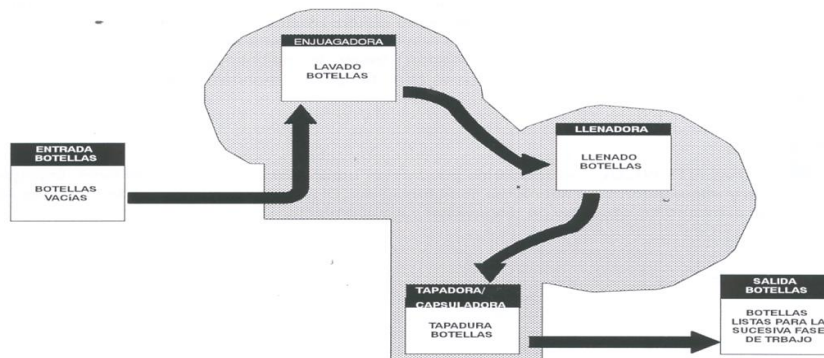 ENJUAGADORA
LAVADO
BOTELLAS
ENTRADA
BOTELLAS
BOTELLAS
VACíAS
LLENADORA
LLENADO
BOTELLAS
TAPADORA/
CAPSULADORA
TAPADURA
BOTELLAS
SALIDA
BOTELLAS
BOTELLAS
LISTAS PARA LA
SUCESIVA FASE
DE TRBAJO